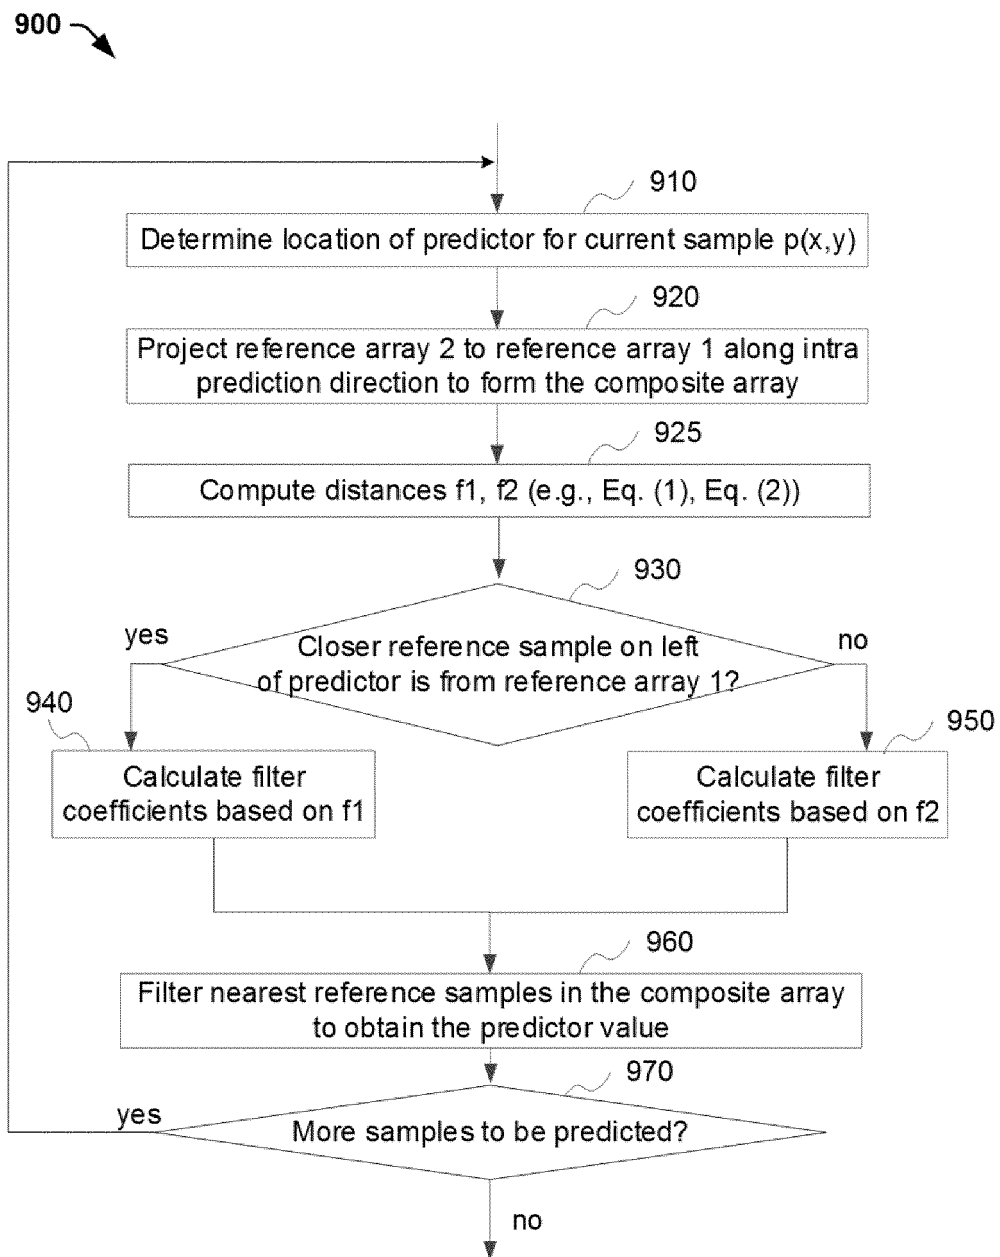 900
910
Determine location of predictor for current sample p(x,y)
920
Project reference array 2 to reference array 1 along intra
prediction direction to form the composite array
925
Compute distances f1, f2 (e.g., Eq. (1), Eq. (2))
930
yes
no
Closer reference sample on left
of predictor is from reference array 1?
940
950
Calculate filter
coefficients based on f1
Calculate filter
coefficients based on f2
960
Filter nearest reference samples in the composite array
to obtain the predictor value
970
yes
More samples to be predicted?
no